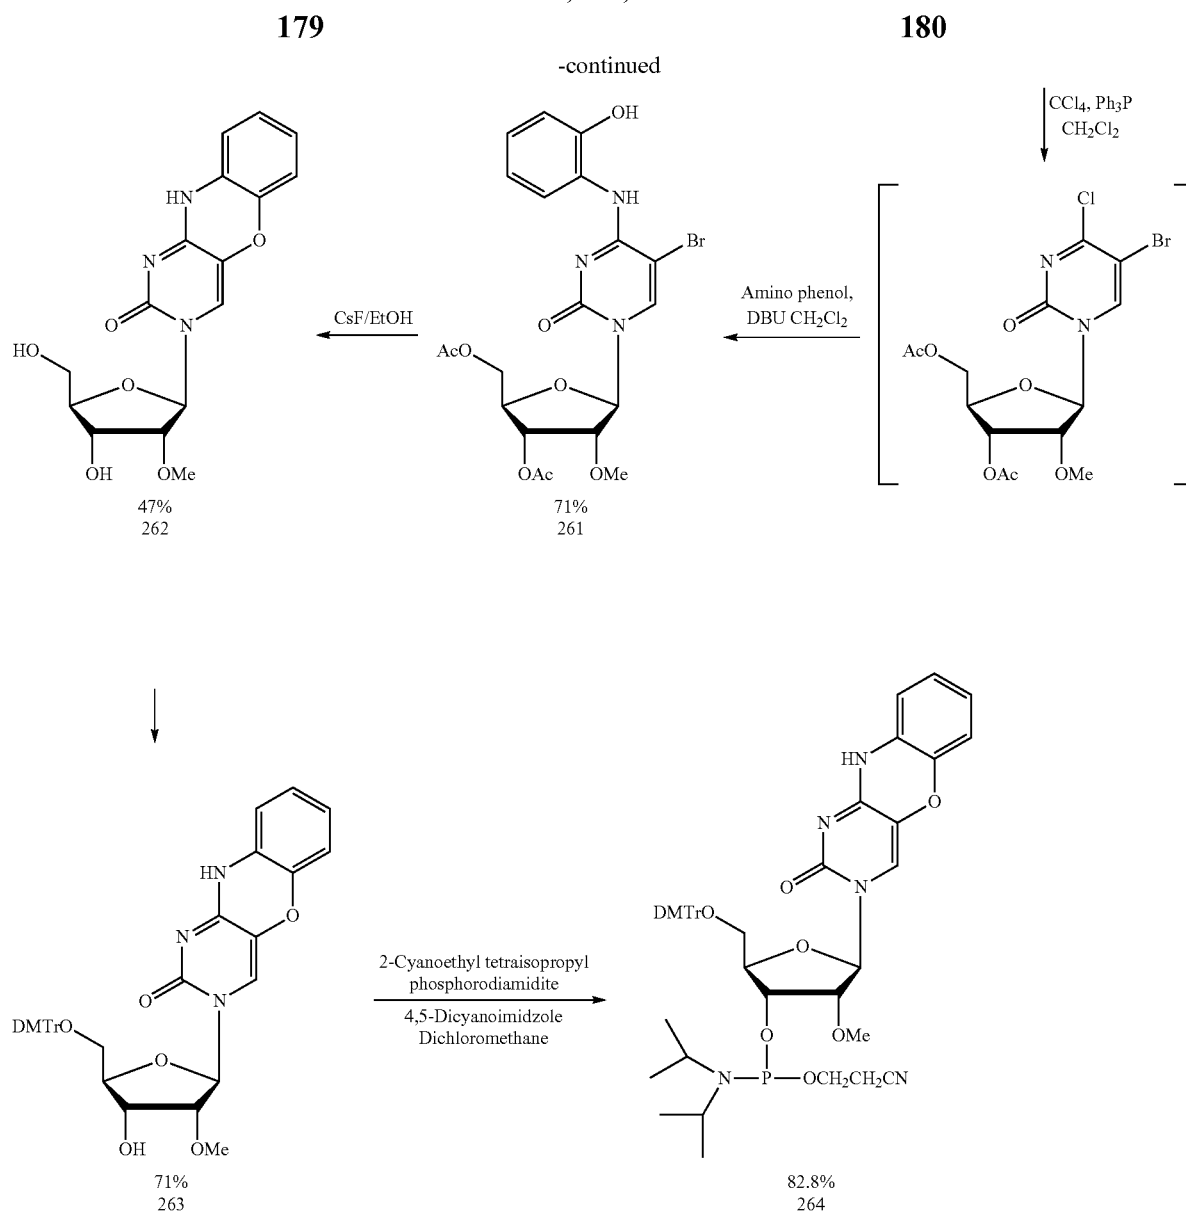 179
180
-continued
CCl4, Ph3P
CH2Cl2
OH
HN
O
N
O
N
HO
O
OH
OMe
47%
262
CsF/EtOH
OH
NH
Br
N
O
N
AcO
O
OAc
OMe
71%
261
Amino phenol,
DBU CH2Cl2
Cl
Br
N
O
N
AcO
O
OAc
OMe
HN
O
N
O
N
DMTrO
O
OH
OMe
71%
263
2-Cyanoethyl tetraisopropyl
phosphorodiamidite
4,5-Dicyanoimidzole
Dichloromethane
HN
O
N
O
N
DMTrO
O
O
OMe
N
P
OCH2CH2CN
82.8%
264